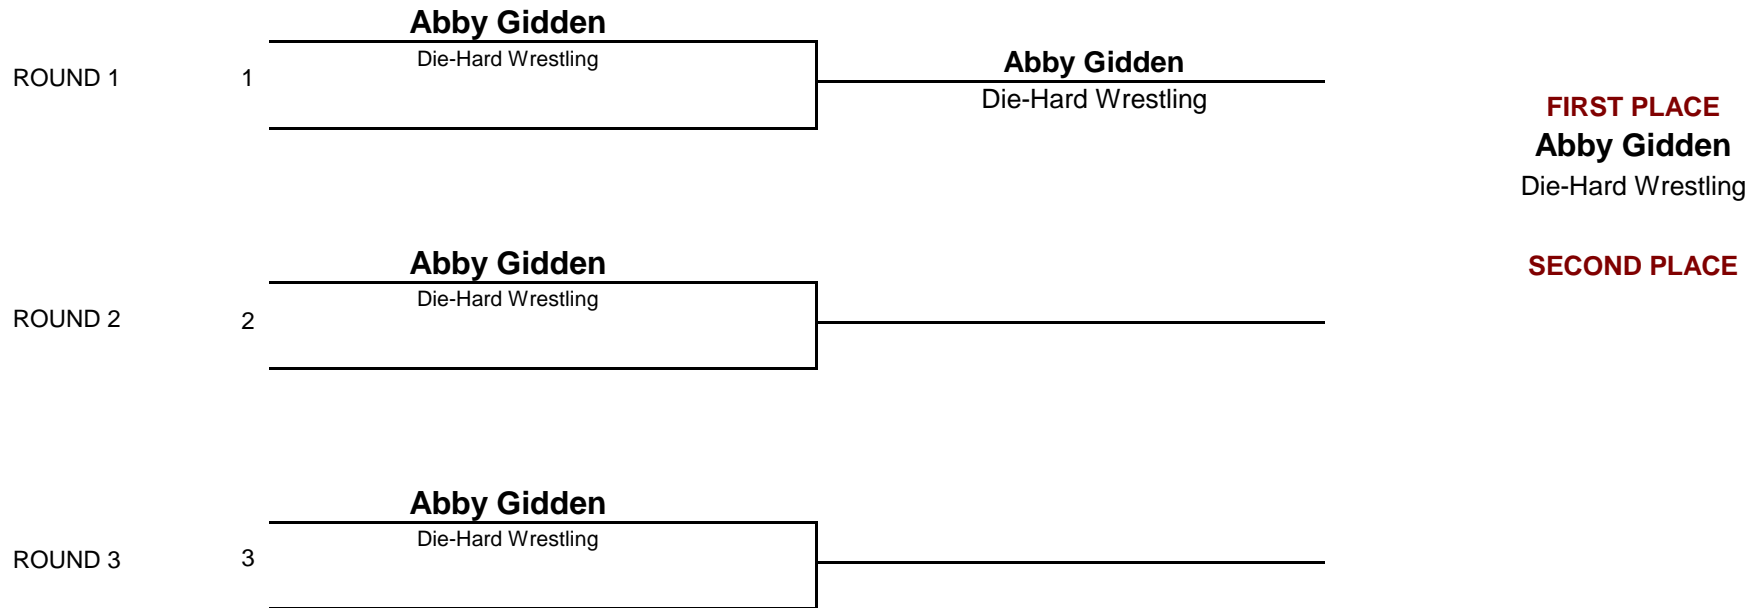 Abby Gidden
Die-Hard Wrestling
ROUND 1
1
Abby Gidden
Die-Hard Wrestling
FIRST PLACE
Abby Gidden
Die-Hard Wrestling
SECOND PLACE
Abby Gidden
Die-Hard Wrestling
ROUND 2
2
Abby Gidden
Die-Hard Wrestling
ROUND 3
3